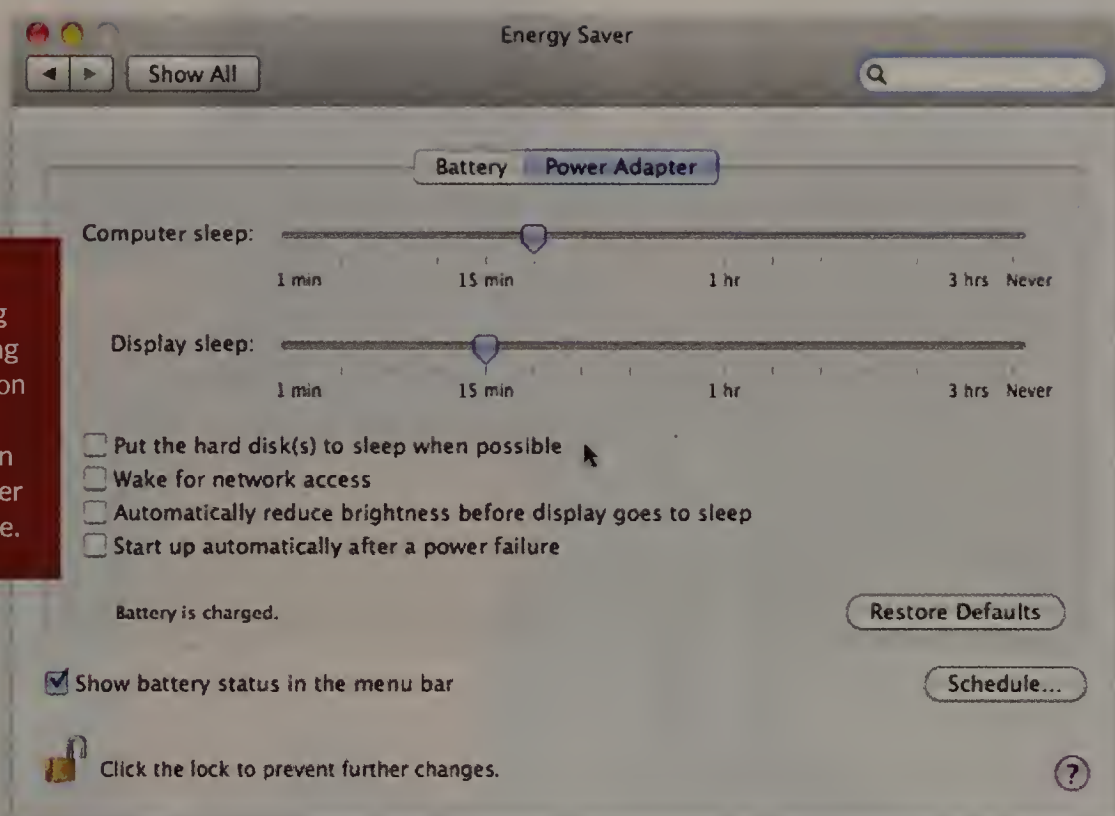 Energy Saver
Show All
Battery Power Adapter
Computer sleep:
1 min 15 min 1 hr 3 hrs Never
Display sleep:
1 min 15 min 1 hr 3 hrs Never
Put the hard disk(s) to sleep when possible
Wake for network access
Automatically reduce brightness before display goes to sleep
Start up automatically after a power failure
Battery is charged.
Restore Defaults
Show battery status in the menu bar
Schedule...
Click the lock to prevent further changes.
?
on